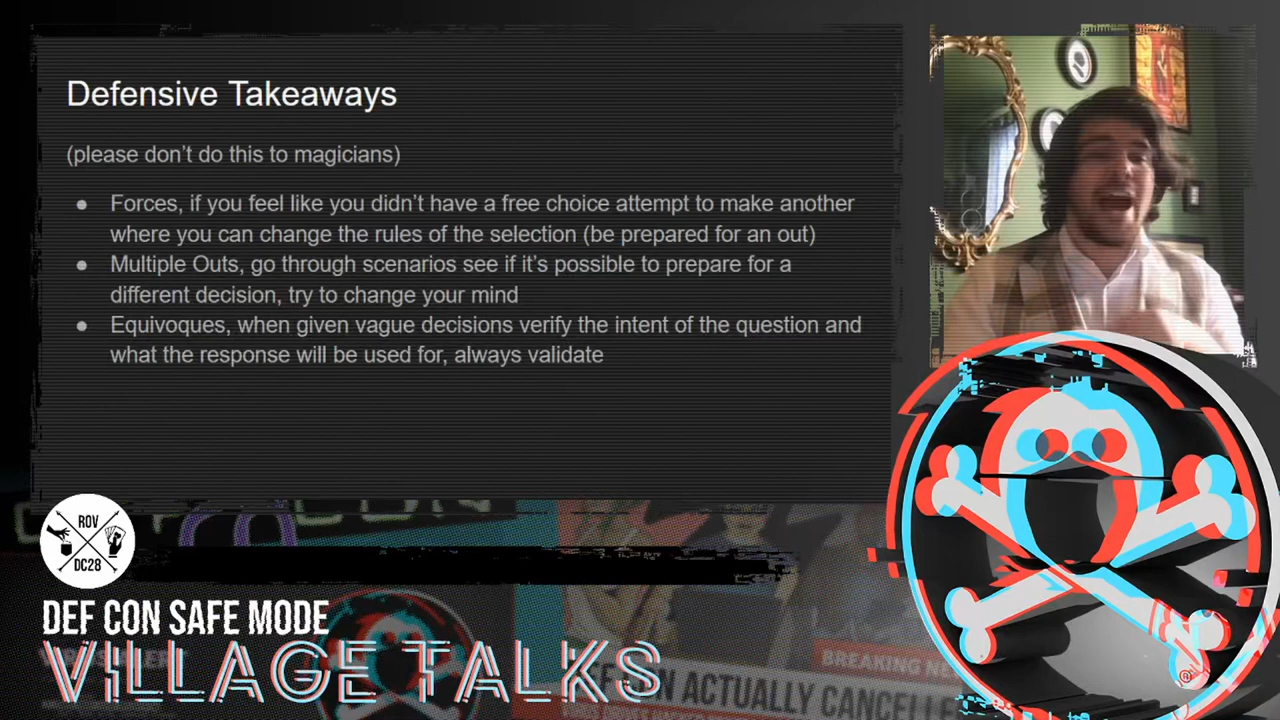 Defensive Takeaways
(please don't do this to magicians)
● Forces, if you feel like you didn't have a free choice attempt to make another
where you can change the rules of the selection (be prepared for an out)
● Multiple Outs, go through scenarios see if it's possible to prepare for a
different decision, try to change your mind
● Equivoques, when given vague decisions verify the intent of the question and
what the response will be used for, always validate
ROV
DC28
DEF CON SAFE MODE
VILLAGE TALKS
BREAKING NE
ACTUALLY CANCELLE
®